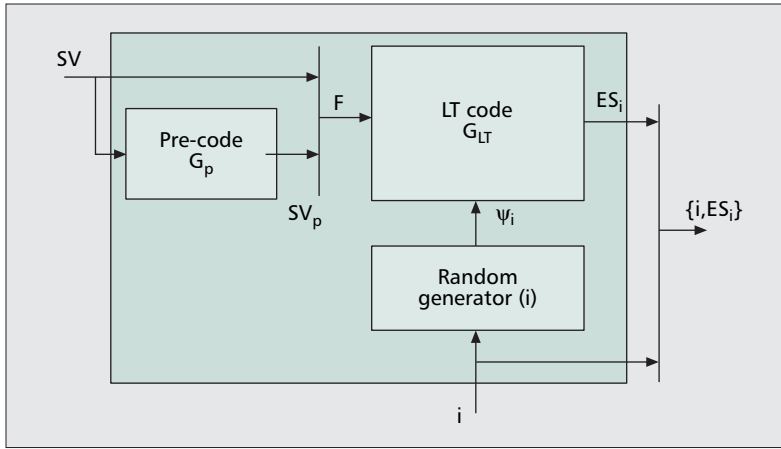 SV
Pre-code
Gp
SVp
F
LT code
GLT
ESi
ψi
Random
generator (i)
{i,ESi}
i